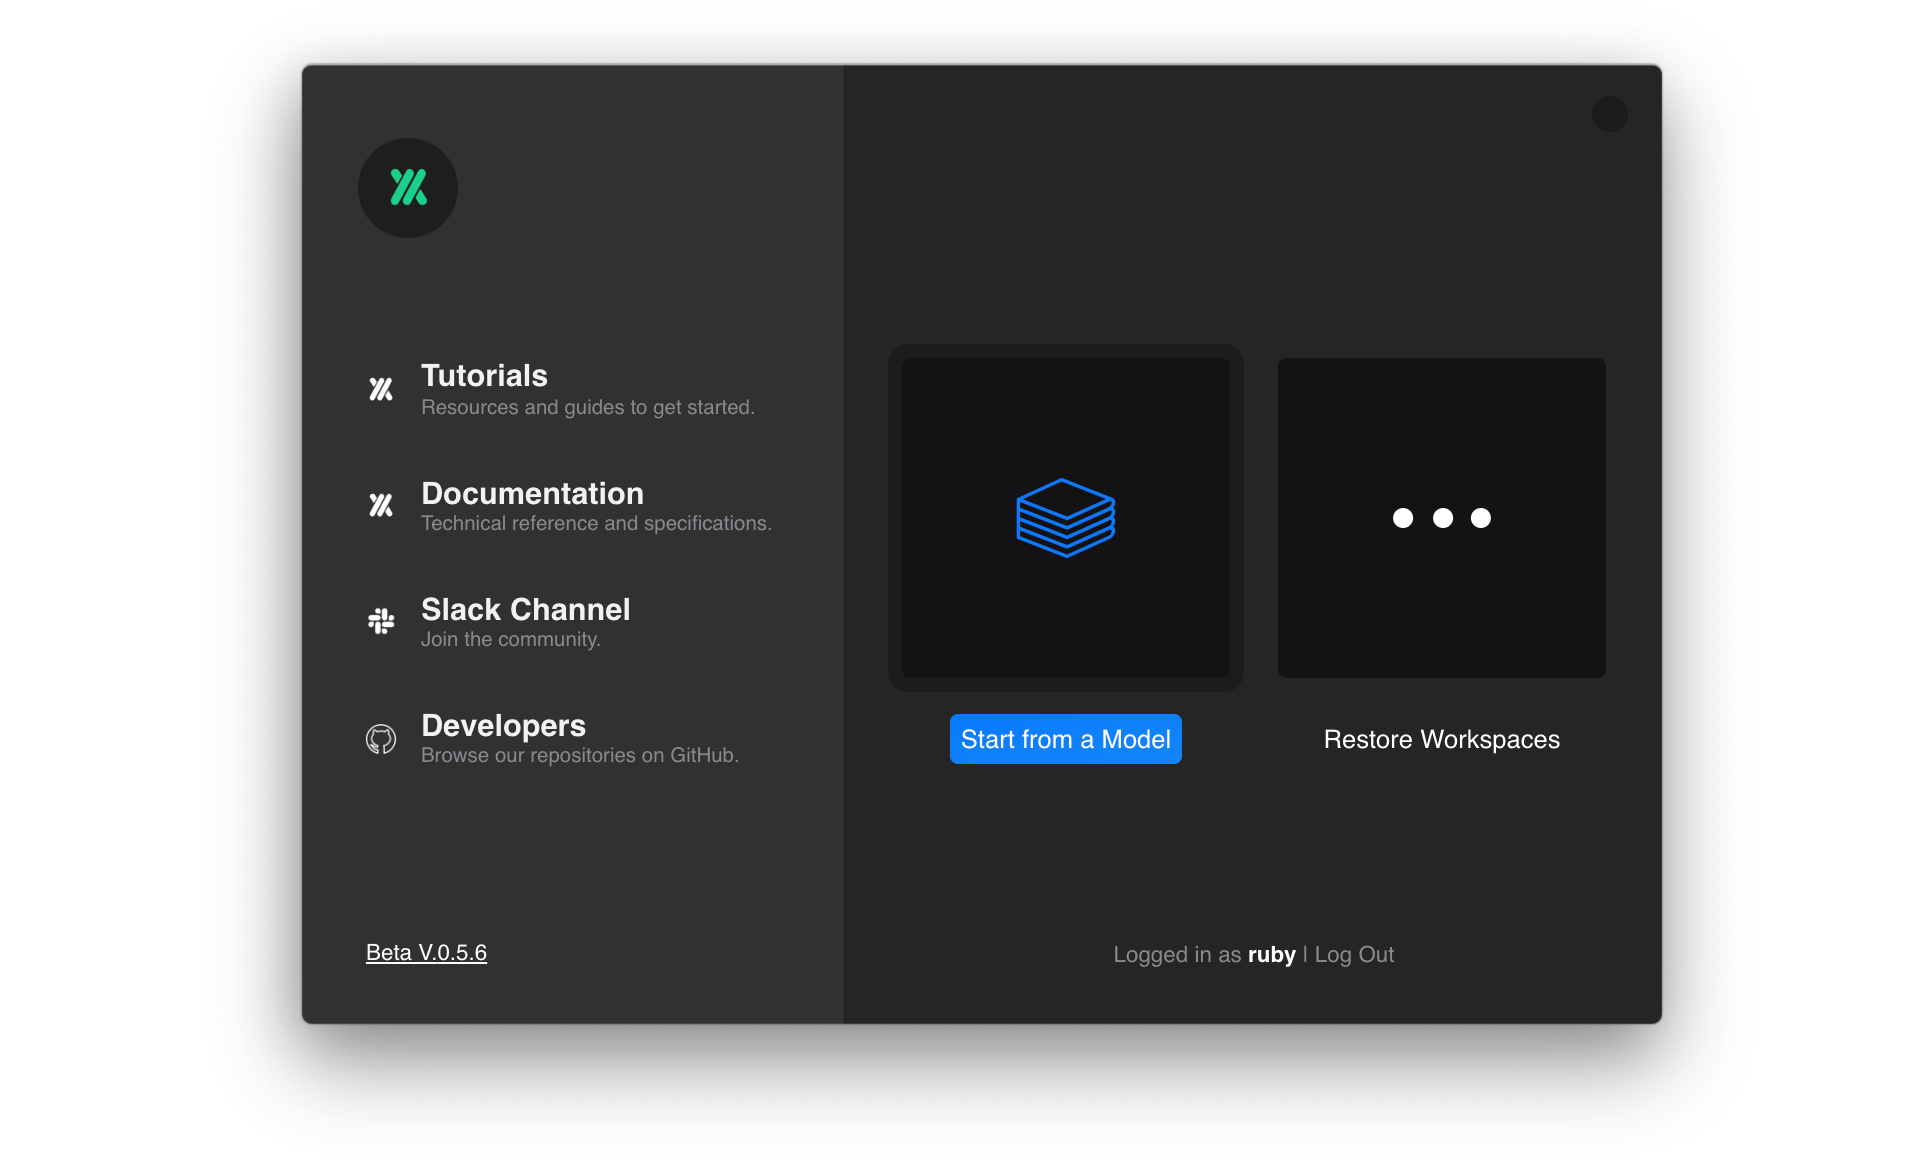 Tutorials
Resources and guides to get started.
Documentation
Technical reference and specifications.
Slack Channel
Join the community.
Developers
Browse our repositories on GitHub.
Beta V.0.5.6
Start from a Model
Restore Workspaces
Logged in as ruby | Log Out